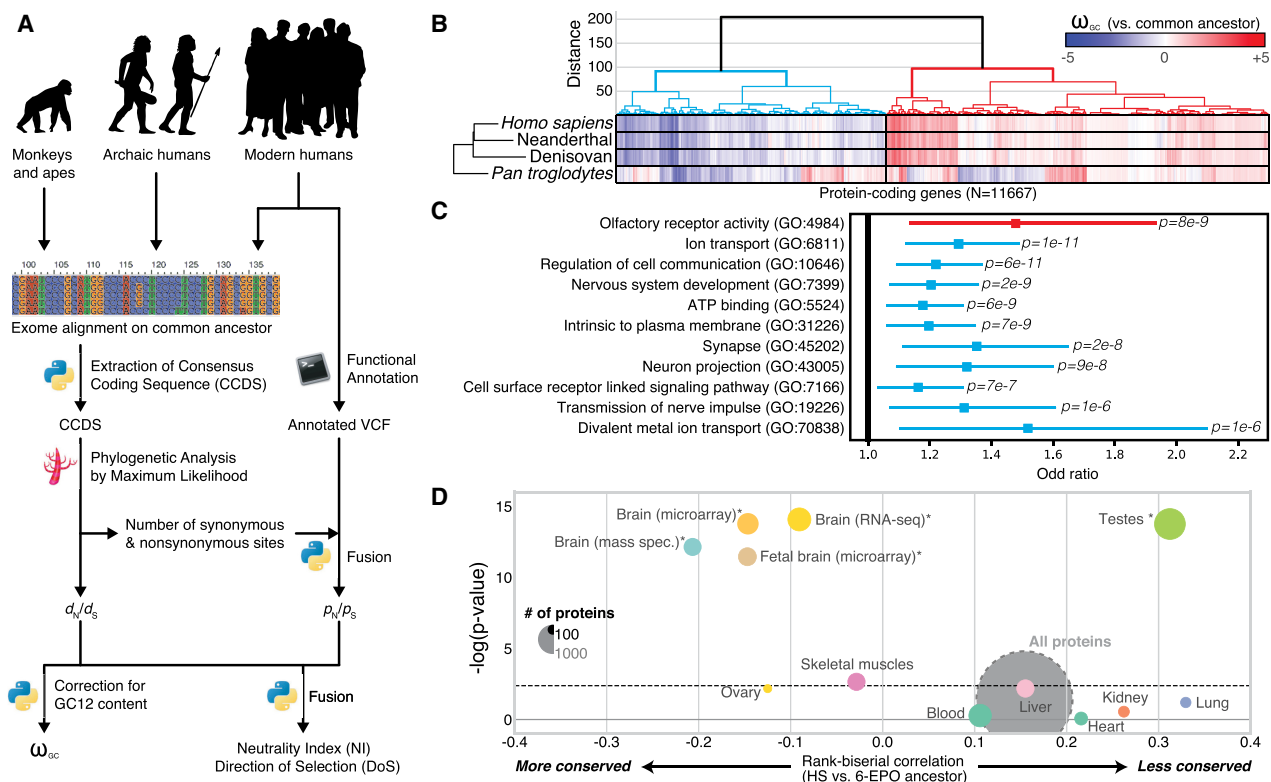 A
Monkeys
and apes
Archaic humans
Modern humans
100 105 110 115 120 125 130 135
Exome alignment on common ancestor
Extraction of Consensus
Coding Sequence (CCDS)
Functional
Annotation
CCDS
Annotated VCF
Phylogenetic Analysis
by Maximum Likelihood
Number of synonymous
& nonsynonymous sites
Fusion
dN/dS
pN/pS
Correction for
GC12 content
Fusion
ωGC
Neutrality Index (NI)
Direction of Selection (DoS)
B
Distance
200
150
100
50
ωGC (vs. common ancestor)
-5 0 +5
Homo sapiens
Neanderthal
Denisovan
Pan troglodytes
Protein-coding genes (N=11667)
C
Olfactory receptor activity (GO:4984) p=8e-9
Ion transport (GO:6811) p=1e-11
Regulation of cell communication (GO:10646) p=6e-11
Nervous system development (GO:7399) p=2e-9
ATP binding (GO:5524) p=6e-9
Intrinsic to plasma membrane (GO:31226) p=7e-9
Synapse (GO:45202) p=2e-8
Neuron projection (GO:43005) p=9e-8
Cell surface receptor linked signaling pathway (GO:7166) p=7e-7
Transmission of nerve impulse (GO:19226) p=1e-6
Divalent metal ion transport (GO:70838) p=1e-6
1.0 1.2 1.4 1.6 1.8 2.0 2.2
Odd ratio
D
-log(p-value)
15
10
5
0
Brain (microarray)*
Brain (RNA-seq)*
Testes *
Brain (mass spec.)*
Fetal brain (microarray)*
# of proteins
100
1000
All proteins
Skeletal muscles
Ovary
Liver
Kidney
Lung
Blood
Heart
-0.4 -0.3 -0.2 -0.1 0.0 0.1 0.2 0.3 0.4
More conserved
Rank-biserial correlation
(HS vs. 6-EPO ancestor)
Less conserved